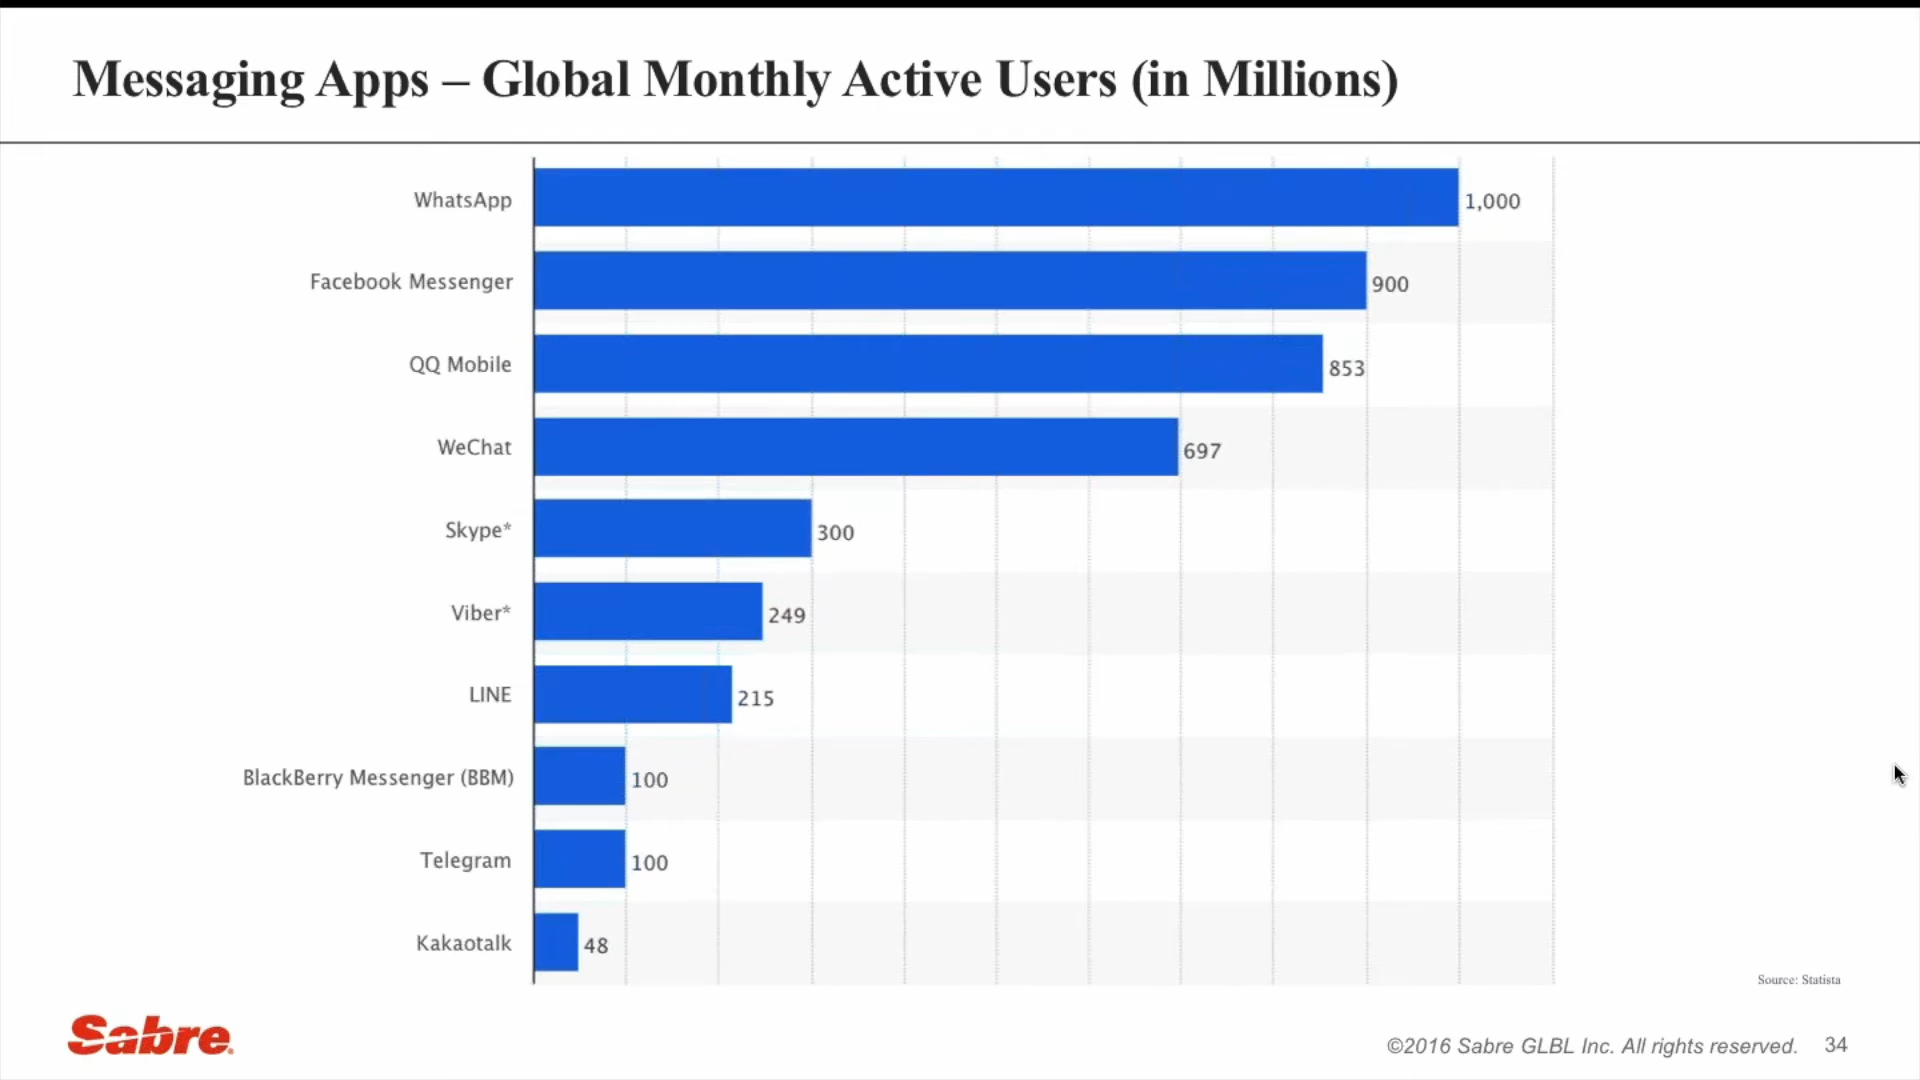 Messaging Apps – Global Monthly Active Users (in Millions)
WhatsApp 1,000
Facebook Messenger 900
QQ Mobile 853
WeChat 697
Skype* 300
Viber* 249
LINE 215
BlackBerry Messenger (BBM) 100
Telegram 100
Kakaotalk 48
Source: Statista
Sabre.
©2016 Sabre GLBL Inc. All rights reserved. 34